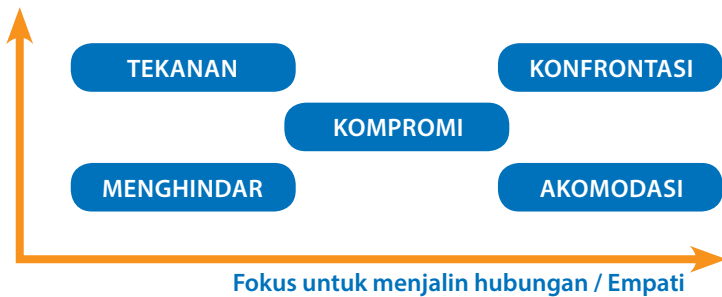 TEKANAN
KONFRONTASI
KOMPROMI
MENGHINDAR
AKOMODASI
Fokus untuk menjalin hubungan / Empati